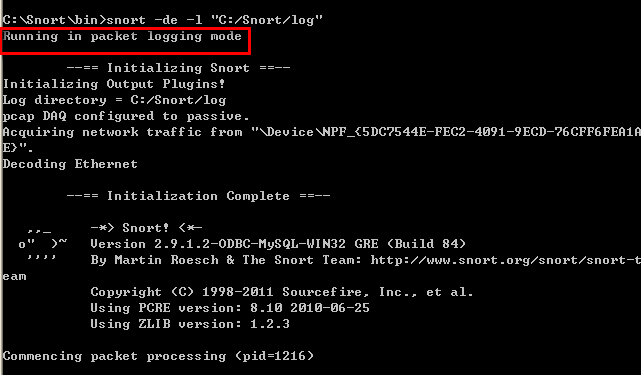 C:\Snort\bin>snort -de -l "C:/Snort/log"
Running in packet logging mode
--== Initializing Snort ==--
Initializing Output Plugins!
Log directory = C:/Snort/log
pcap DAQ configured to passive.
Acquiring network traffic from "\Device\NPF_{5DC7544E-FEC2-4091-9ECD-76CFF6FEA1A
E}".
Decoding Ethernet
--== Initialization Complete ==--
,,_     -*> Snort! <*-
o"  )~   Version 2.9.1.2-ODBC-MySQL-WIN32 GRE (Build 84)
''''    By Martin Roesch & The Snort Team: http://www.snort.org/snort/snort-t
eam
Copyright (C) 1998-2011 Sourcefire, Inc., et al.
Using PCRE version: 8.10 2010-06-25
Using ZLIB version: 1.2.3
Commencing packet processing (pid=1216)